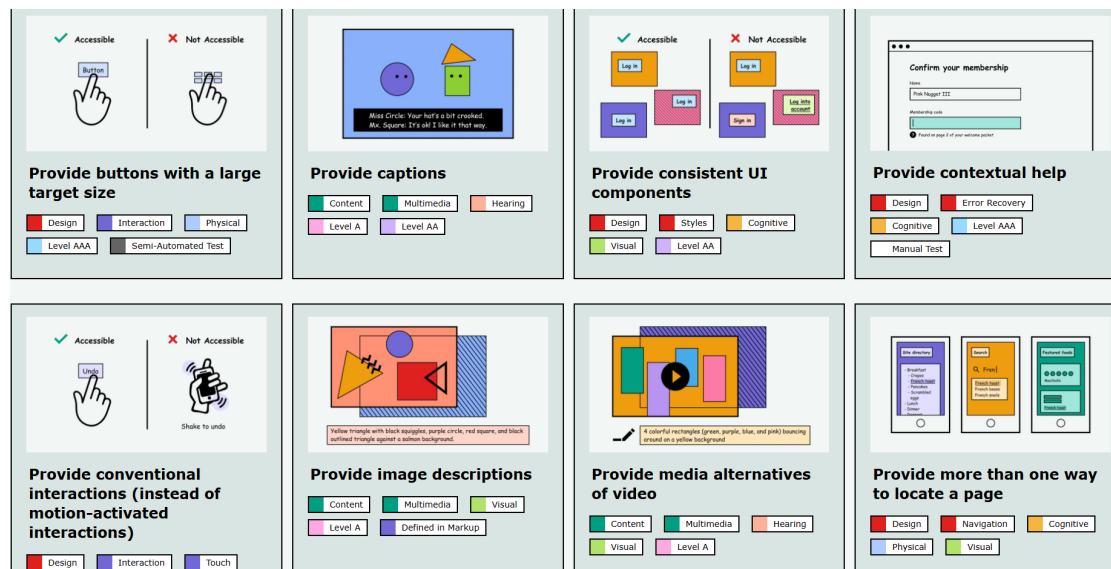 Accessible
Not Accessible
Button
Provide buttons with a large
target size
Design
Interaction
Physical
Level AAA
Semi-Automated Test
Miss Circle: Your hat's a bit crooked.
Mx. Square: It's ok! I like it that way.
Provide captions
Content
Multimedia
Hearing
Level A
Level AA
Accessible
Not Accessible
Log in
Log in
Log in
Log in
Log into
account
Sign in
Provide consistent UI
components
Design
Styles
Cognitive
Visual
Level AA
Confirm your membership
Name
Pink Nugget III
Membership code
? Found on page 2 of your welcome packet
Provide contextual help
Design
Error Recovery
Cognitive
Level AAA
Manual Test
Accessible
Not Accessible
Undo
Shake to undo
Provide conventional
interactions (instead of
motion-activated
interactions)
Design
Interaction
Touch
Yellow triangle with black squiggles, purple circle, red square, and black
outlined triangle against a salmon background.
Provide image descriptions
Content
Multimedia
Visual
Level A
Defined in Markup
4 colorful rectangles (green, purple, blue, and pink) bouncing
around on a yellow background
Provide media alternatives
of video
Content
Multimedia
Hearing
Visual
Level A
Site directory
- Breakfast
- Crepes
- French toast
- Pancakes
- Scrambled
eggs
- Lunch
- Dinner
Search
Fren
French toast
French bread
Featured foods
French toast
Provide more than one way
to locate a page
Design
Navigation
Cognitive
Physical
Visual